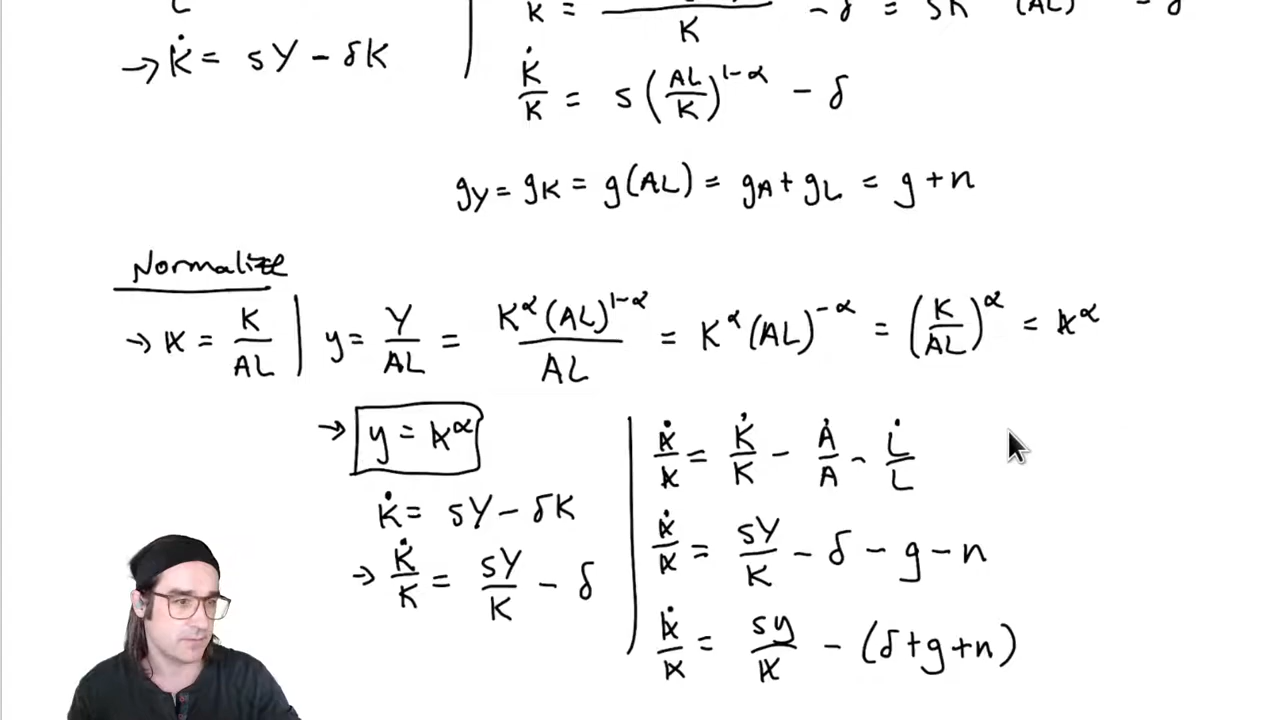 → K̇ = sY − δK
K̇/K = s(AL/K)^{1−α} − δ
g_Y = g_K = g(AL) = g_A + g_L = g + n
Normalize
→ k = K/AL | y = Y/AL = K^α(AL)^{1−α}/AL = K^α(AL)^{−α} = (K/AL)^α = k^α
→ y = k^α
K̇ = sY − δK
→ K̇/K = sY/K − δ
k̇/k = K̇/K − Ȧ/A − L̇/L
k̇/k = sY/K − δ − g − n
k̇/k = sy/k − (δ+g+n)